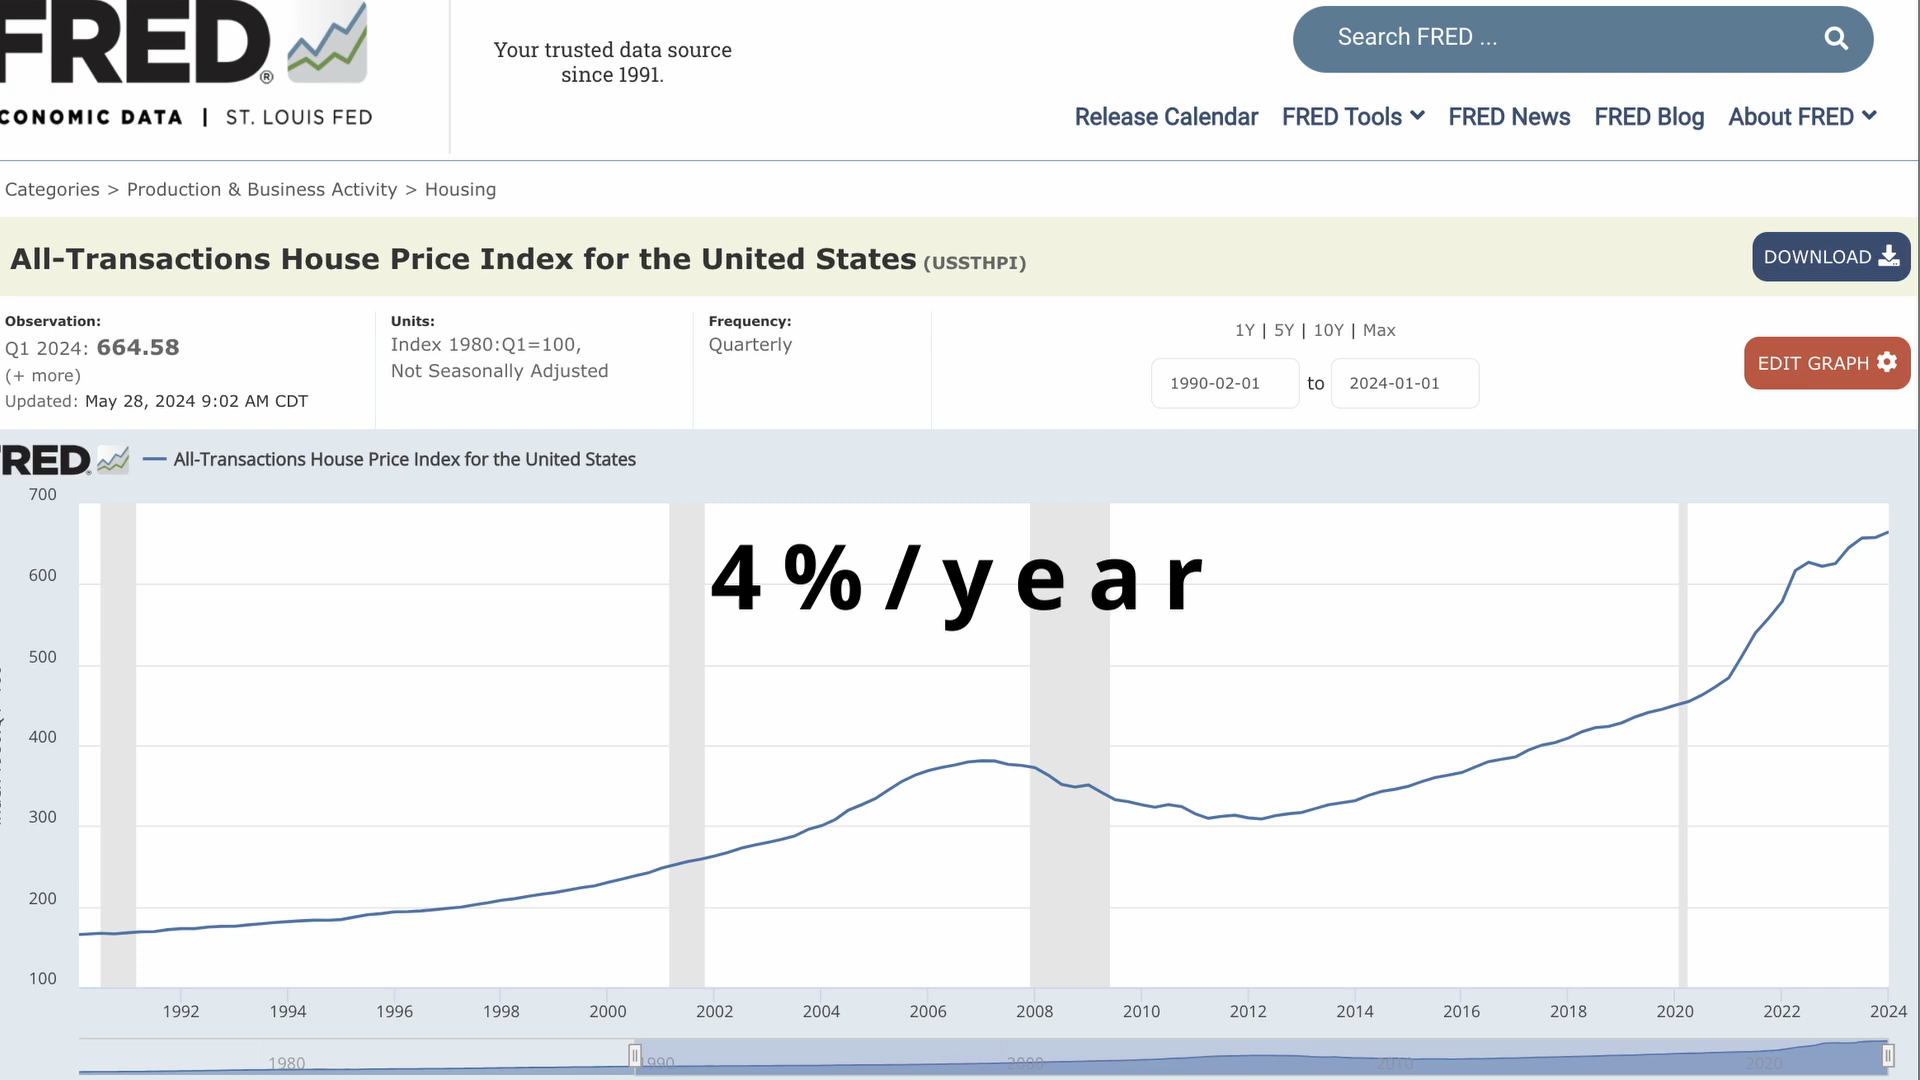 FRED®
Your trusted data source
since 1991.
Search FRED ...
CONOMIC DATA | ST. LOUIS FED
Release Calendar FRED Tools FRED News FRED Blog About FRED
Categories > Production & Business Activity > Housing
All-Transactions House Price Index for the United States (USSTHPI)
DOWNLOAD
Observation:
Q1 2024: 664.58
(+ more)
Updated: May 28, 2024 9:02 AM CDT
Units:
Index 1980:Q1=100,
Not Seasonally Adjusted
Frequency:
Quarterly
1Y | 5Y | 10Y | Max
1990-02-01 to 2024-01-01
EDIT GRAPH
FRED All-Transactions House Price Index for the United States
700
600
500
400
300
200
100
4%/year
1992 1994 1996 1998 2000 2002 2004 2006 2008 2010 2012 2014 2016 2018 2020 2022 2024
1980 1990 2000 2010 2020